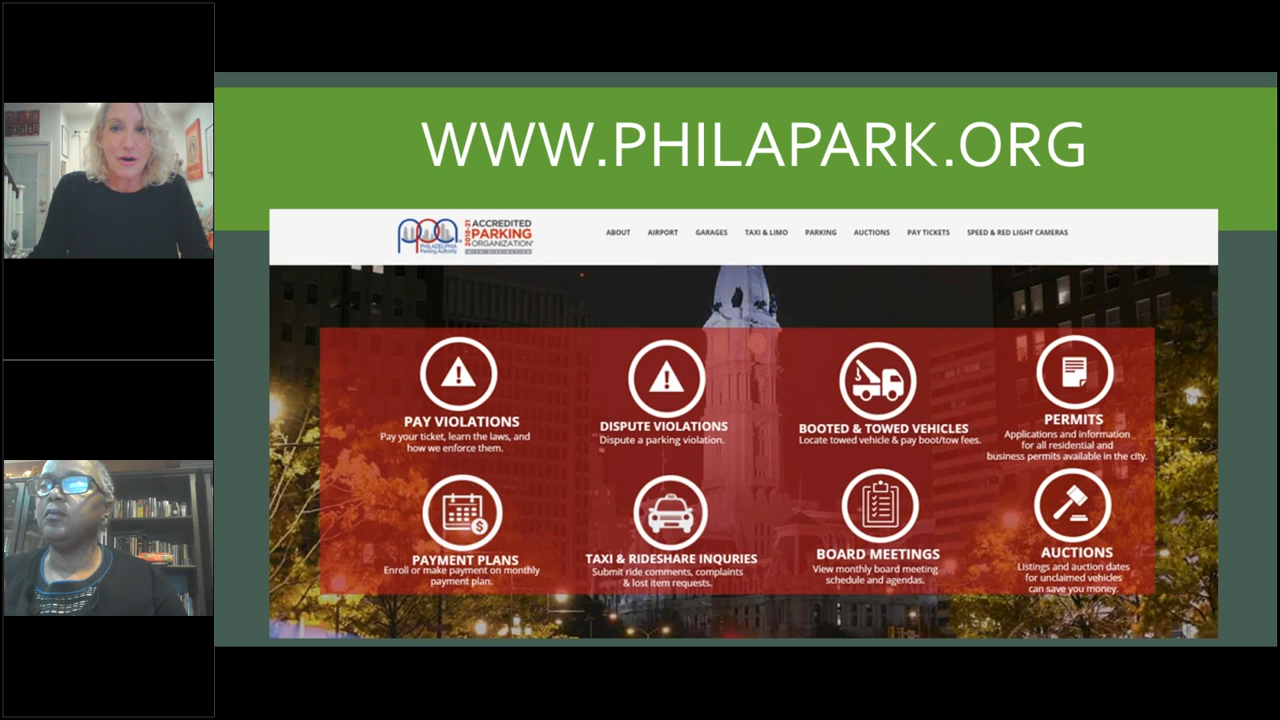 WWW.PHILAPARK.ORG
ppa
PHILADELPHIA
Parking Authority
ACCREDITED
PARKING
ORGANIZATION
WITH DISTINCTION
ABOUT AIRPORT GARAGES TAXI & LIMO PARKING AUCTIONS PAY TICKETS SPEED & RED LIGHT CAMERAS
PAY VIOLATIONS
Pay your ticket, learn the laws, and
how we enforce them.
DISPUTE VIOLATIONS
Dispute a parking violation.
BOOTED & TOWED VEHICLES
Locate towed vehicle & pay boot/tow fees.
PERMITS
Applications and information
for all residential and
business permits available in the city.
PAYMENT PLANS
Enroll or make payment on monthly
payment plan.
TAXI & RIDESHARE INQURIES
Submit ride comments, complaints
& lost item requests.
BOARD MEETINGS
View monthly board meeting
schedule and agendas.
AUCTIONS
Listings and auction dates
for unclaimed vehicles
can save you money.